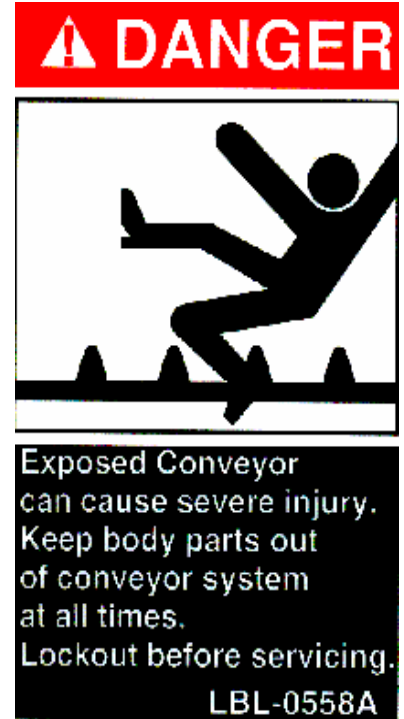 DANGER
Exposed Conveyor
can cause severe injury.
Keep body parts out
of conveyor system
at all times.
Lockout before servicing.
LBL-0558A